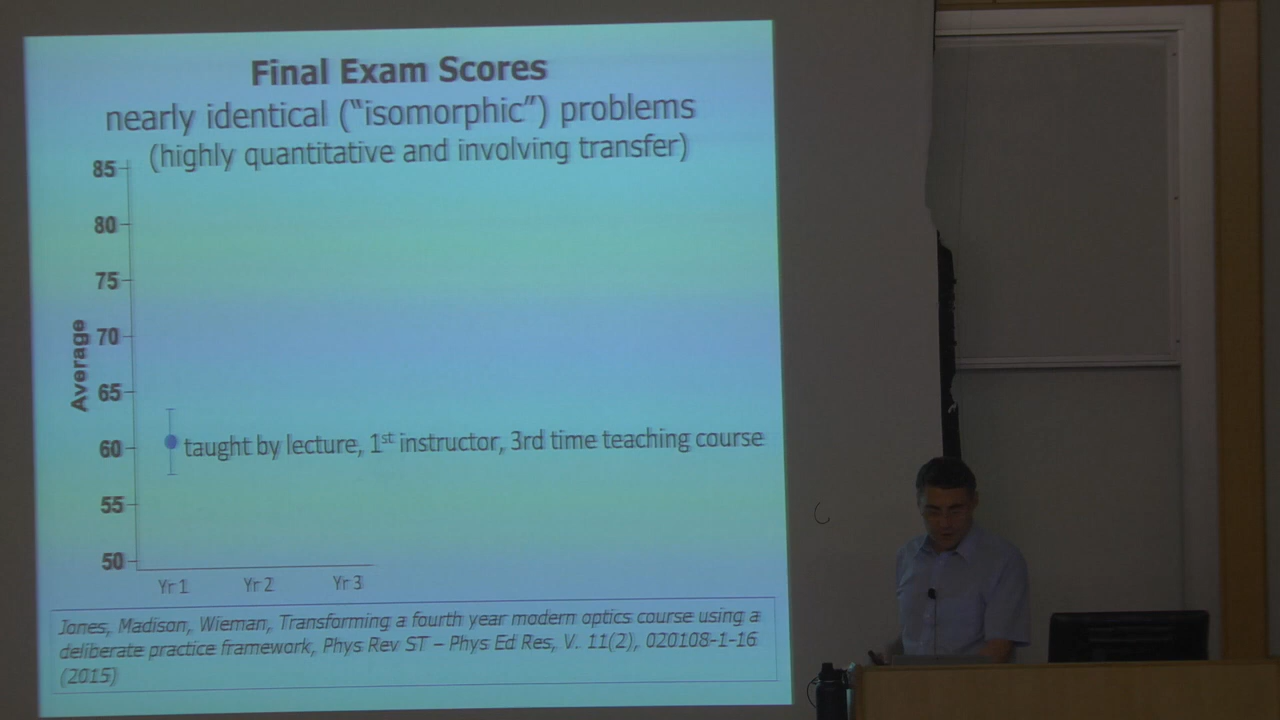 Final Exam Scores
nearly identical ("isomorphic") problems
(highly quantitative and involving transfer)
85
80
75
70
65
60
55
50
Average
taught by lecture, 1st instructor, 3rd time teaching course
Yr 1 Yr 2 Yr 3
Jones, Madison, Wieman, Transforming a fourth year modern optics course using a
deliberate practice framework, Phys Rev ST – Phys Ed Res, V. 11(2), 020108-1-16
(2015)